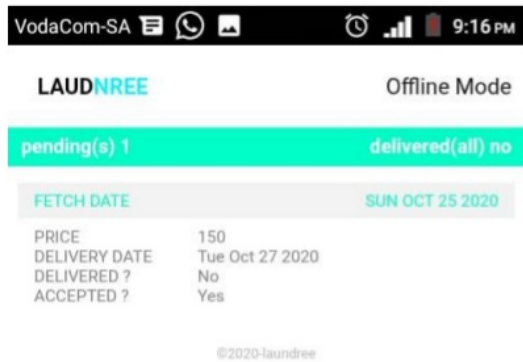 VodaCom-SA 9:16 PM
LAUDNREE Offline Mode
pending(s) 1 delivered(all) no
FETCH DATE SUN OCT 25 2020
PRICE 150
DELIVERY DATE Tue Oct 27 2020
DELIVERED ? No
ACCEPTED ? Yes
©2020-laundree